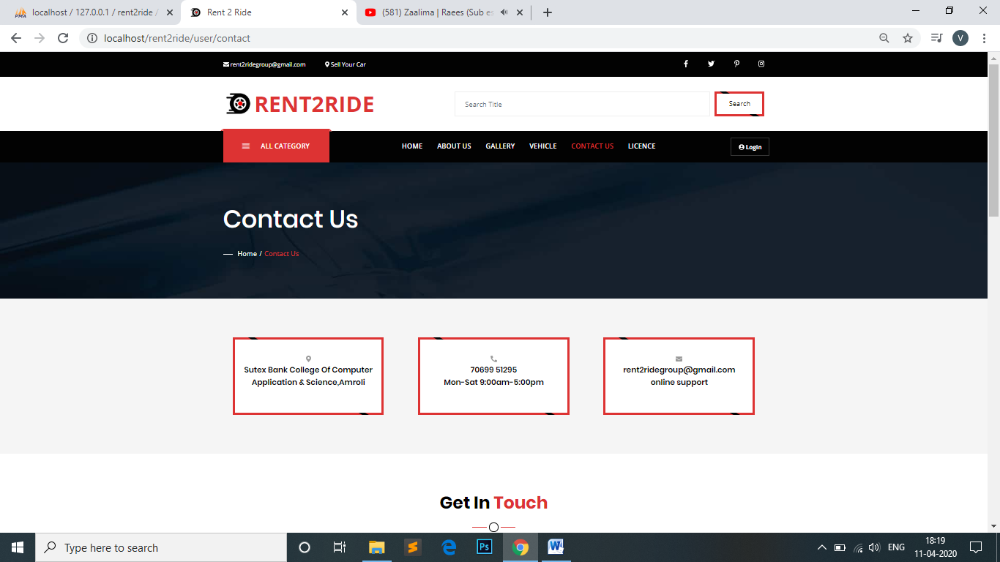 localhost / 127.0.0.1 / rent2ride /
Rent 2 Ride
(581) Zaalima | Raees (Sub es
localhost/rent2ride/user/contact
V
rent2ridegroup@gmail.com
Sell Your Car
RENT2RIDE
Search Title
Search
ALL CATEGORY
HOME
ABOUT US
GALLERY
VEHICLE
CONTACT US
LICENCE
Login
Contact Us
Home / Contact Us
Sutex Bank College Of Computer
Application & Science,Amroli
70699 51295
Mon-Sat 9:00am-5:00pm
rent2ridegroup@gmail.com
online support
Get In Touch
Type here to search
Ps
W
ENG
18:19
11-04-2020